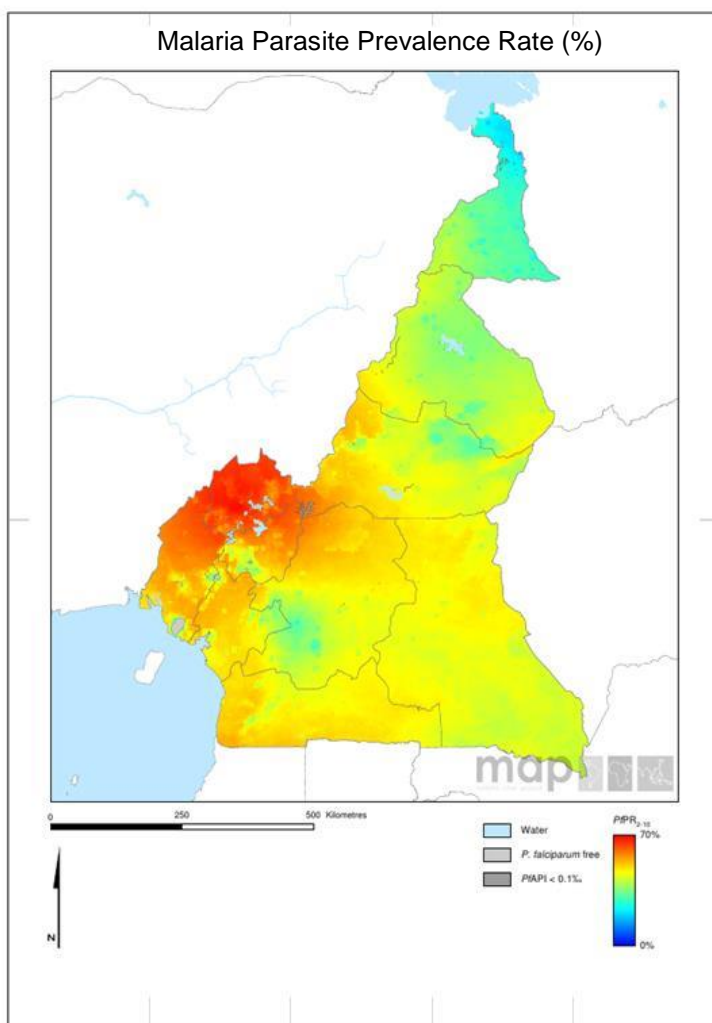 Malaria Parasite Prevalence Rate (%)
map
0 250 500 Kilometres
N
Water
P. falciparum free
PfAPI < 0.1‰
PfPR2-10
70%
0%